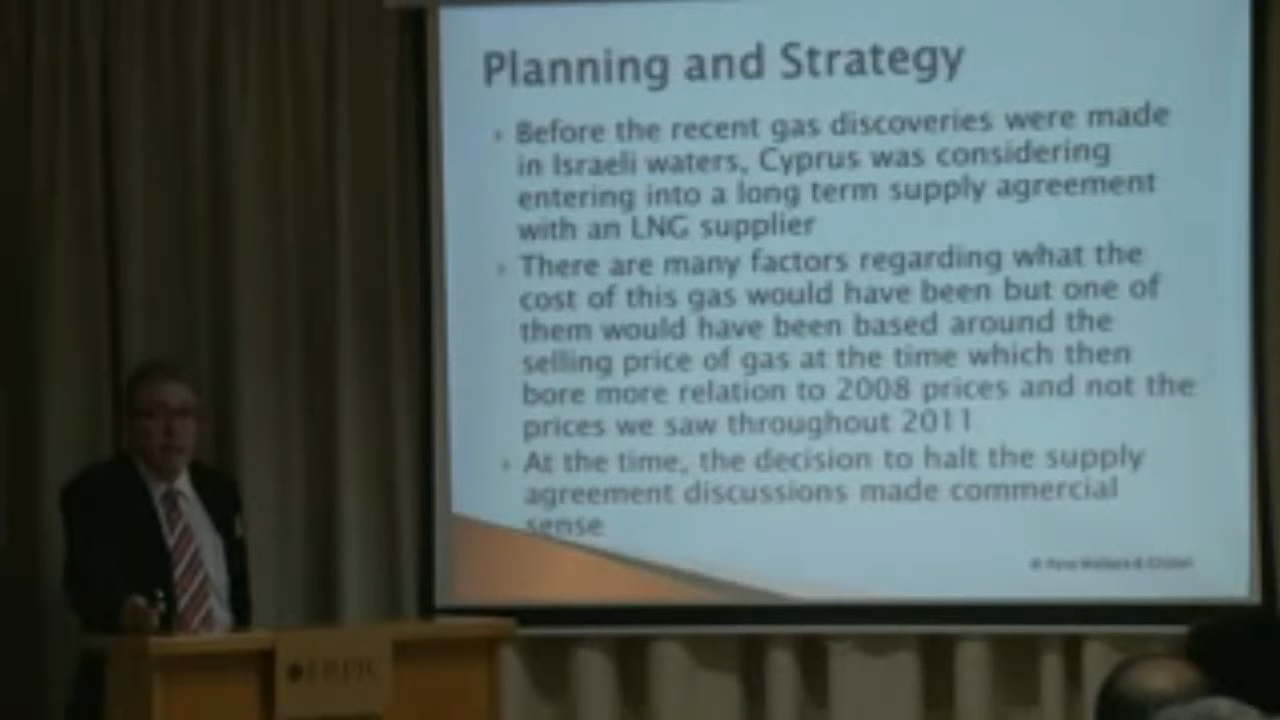 Planning and Strategy
Before the recent gas discoveries were made
in Israeli waters, Cyprus was considering
entering into a long term supply agreement
with an LNG supplier
There are many factors regarding what the
cost of this gas would have been but one of
them would have been based around the
selling price of gas at the time which then
bore more relation to 2008 prices and not the
prices we saw throughout 2011
At the time, the decision to halt the supply
agreement discussions made commercial
sense